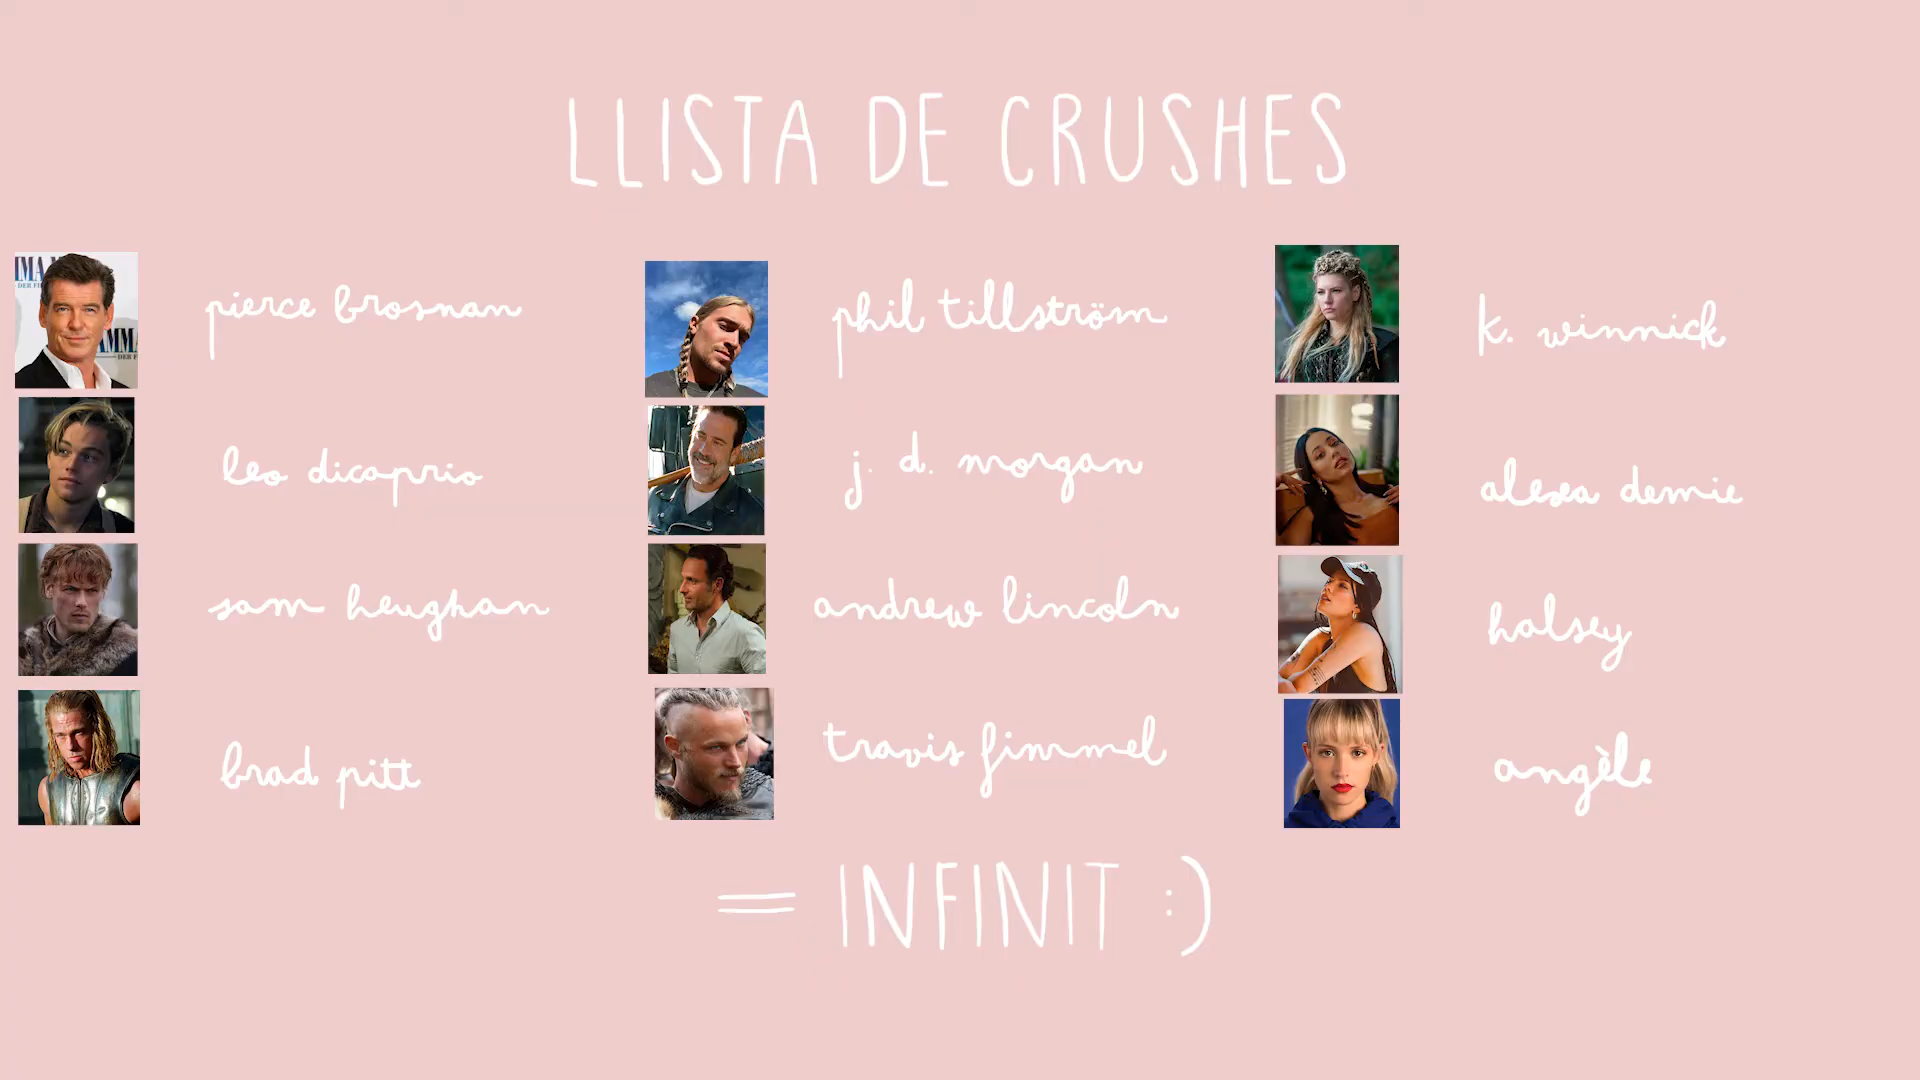 LLISTA DE CRUSHES
pierce brosnan
leo dicaprio
sam heughan
brad pitt
phil tillström
j. d. morgan
andrew lincoln
travis fimmel
k. winnick
alexa demie
halsey
angèle
= INFINIT :)